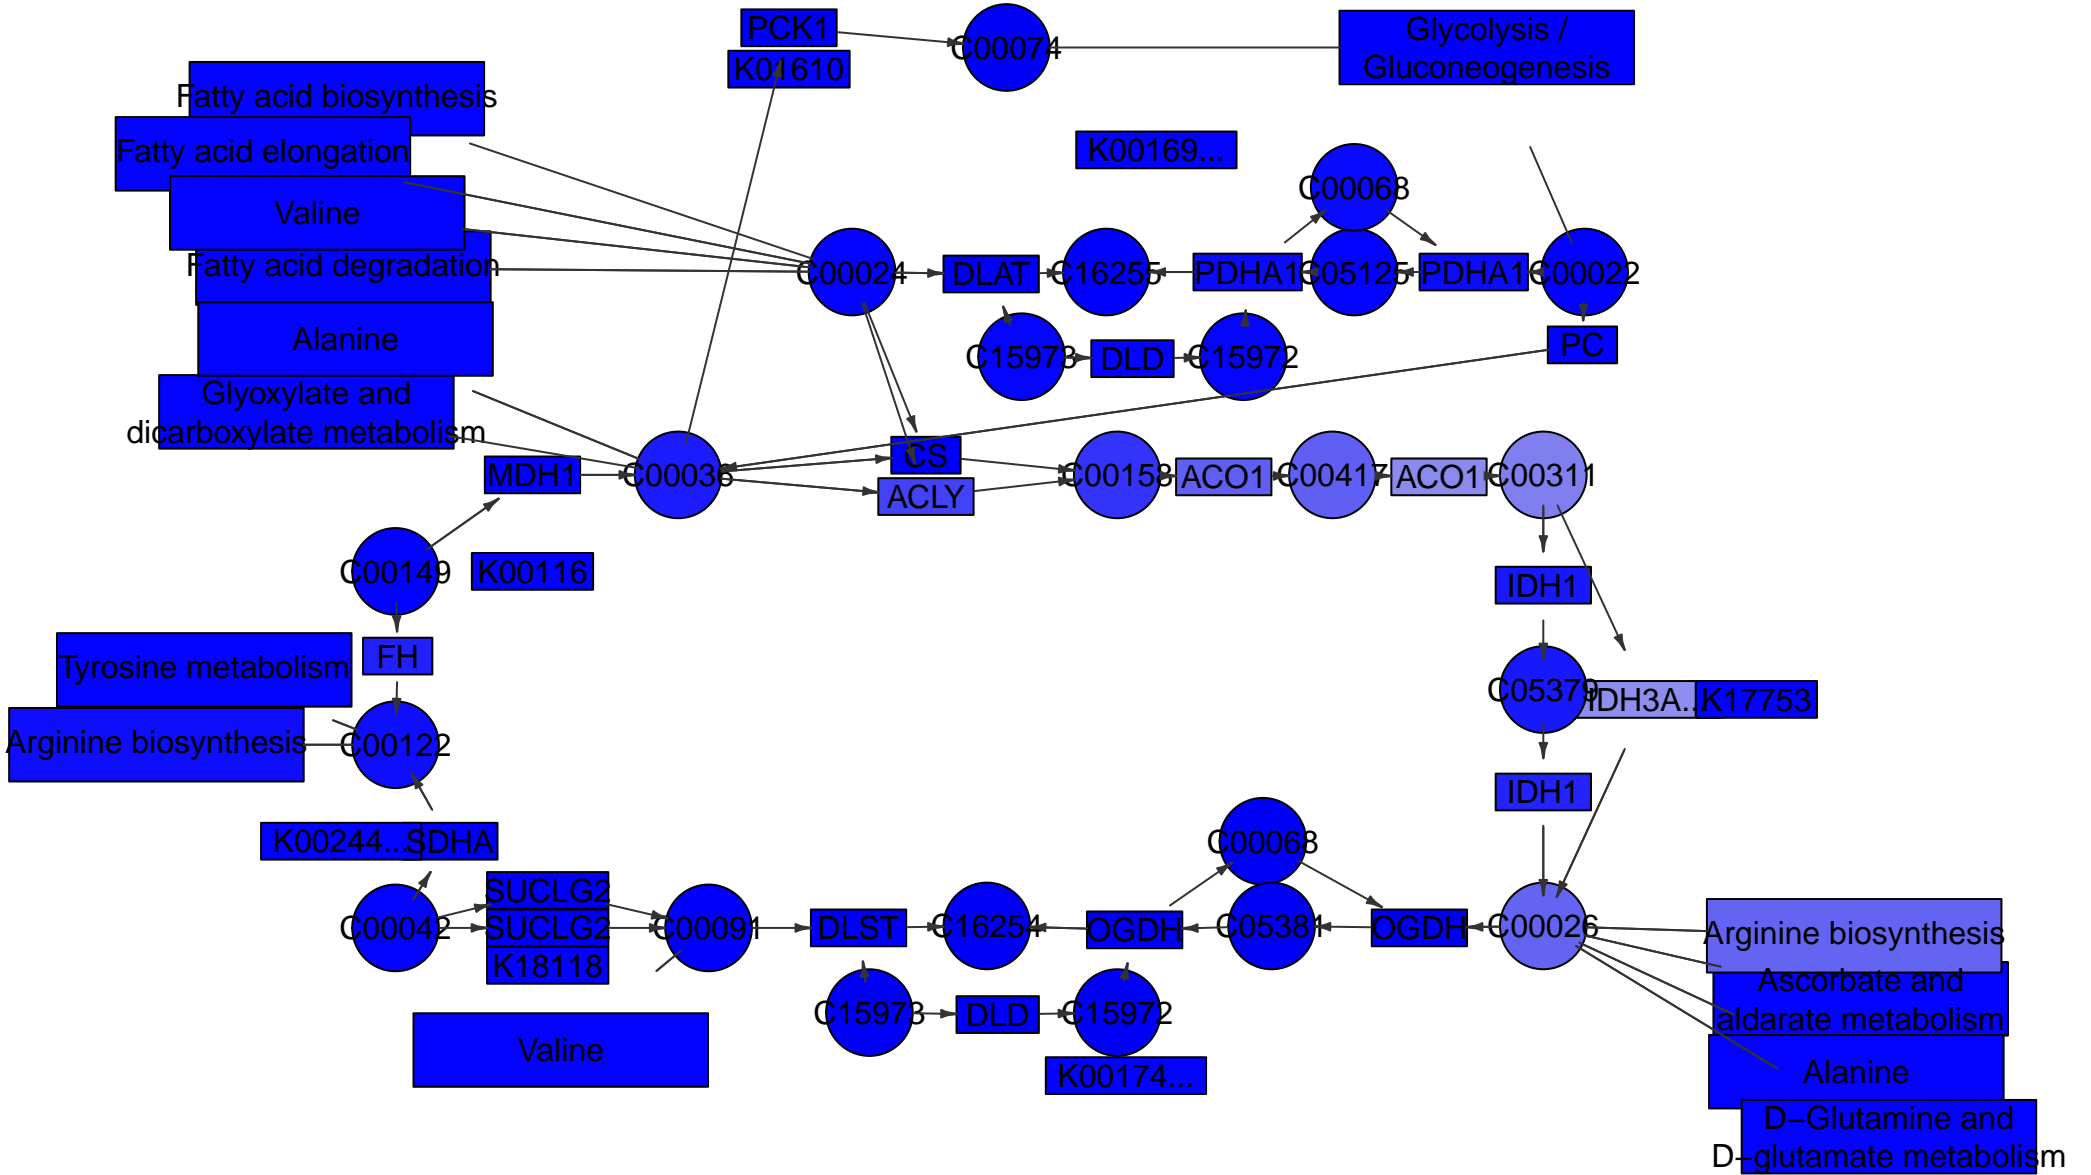 PCK1
C00074
Glycolysis /
Gluconeogenesis
K01610
Fatty acid biosynthesis
Fatty acid elongation
K00169...
C00068
Valine
Fatty acid degradation
C00024
DLAT
C16255
PDHA1
C05125
PDHA1
C00022
Alanine
C15973
DLD
C15972
PC
Glyoxylate and
dicarboxylate metabolism
MDH1
C00036
CS
ACLY
C00158
ACO1
C00417
ACO1
C00311
C00149
K00116
IDH1
FH
Tyrosine metabolism
C05379
IDH3A...
K17753
Arginine biosynthesis
C00122
IDH1
K00244...
SDHA
C00068
SUCLG2
C00042
SUCLG2
C00091
DLST
C16254
OGDH
C05381
OGDH
C00026
Arginine biosynthesis
K18118
Ascorbate and
aldarate metabolism
C15973
DLD
C15972
Valine
K00174...
Alanine
D−Glutamine and
D−glutamate metabolism